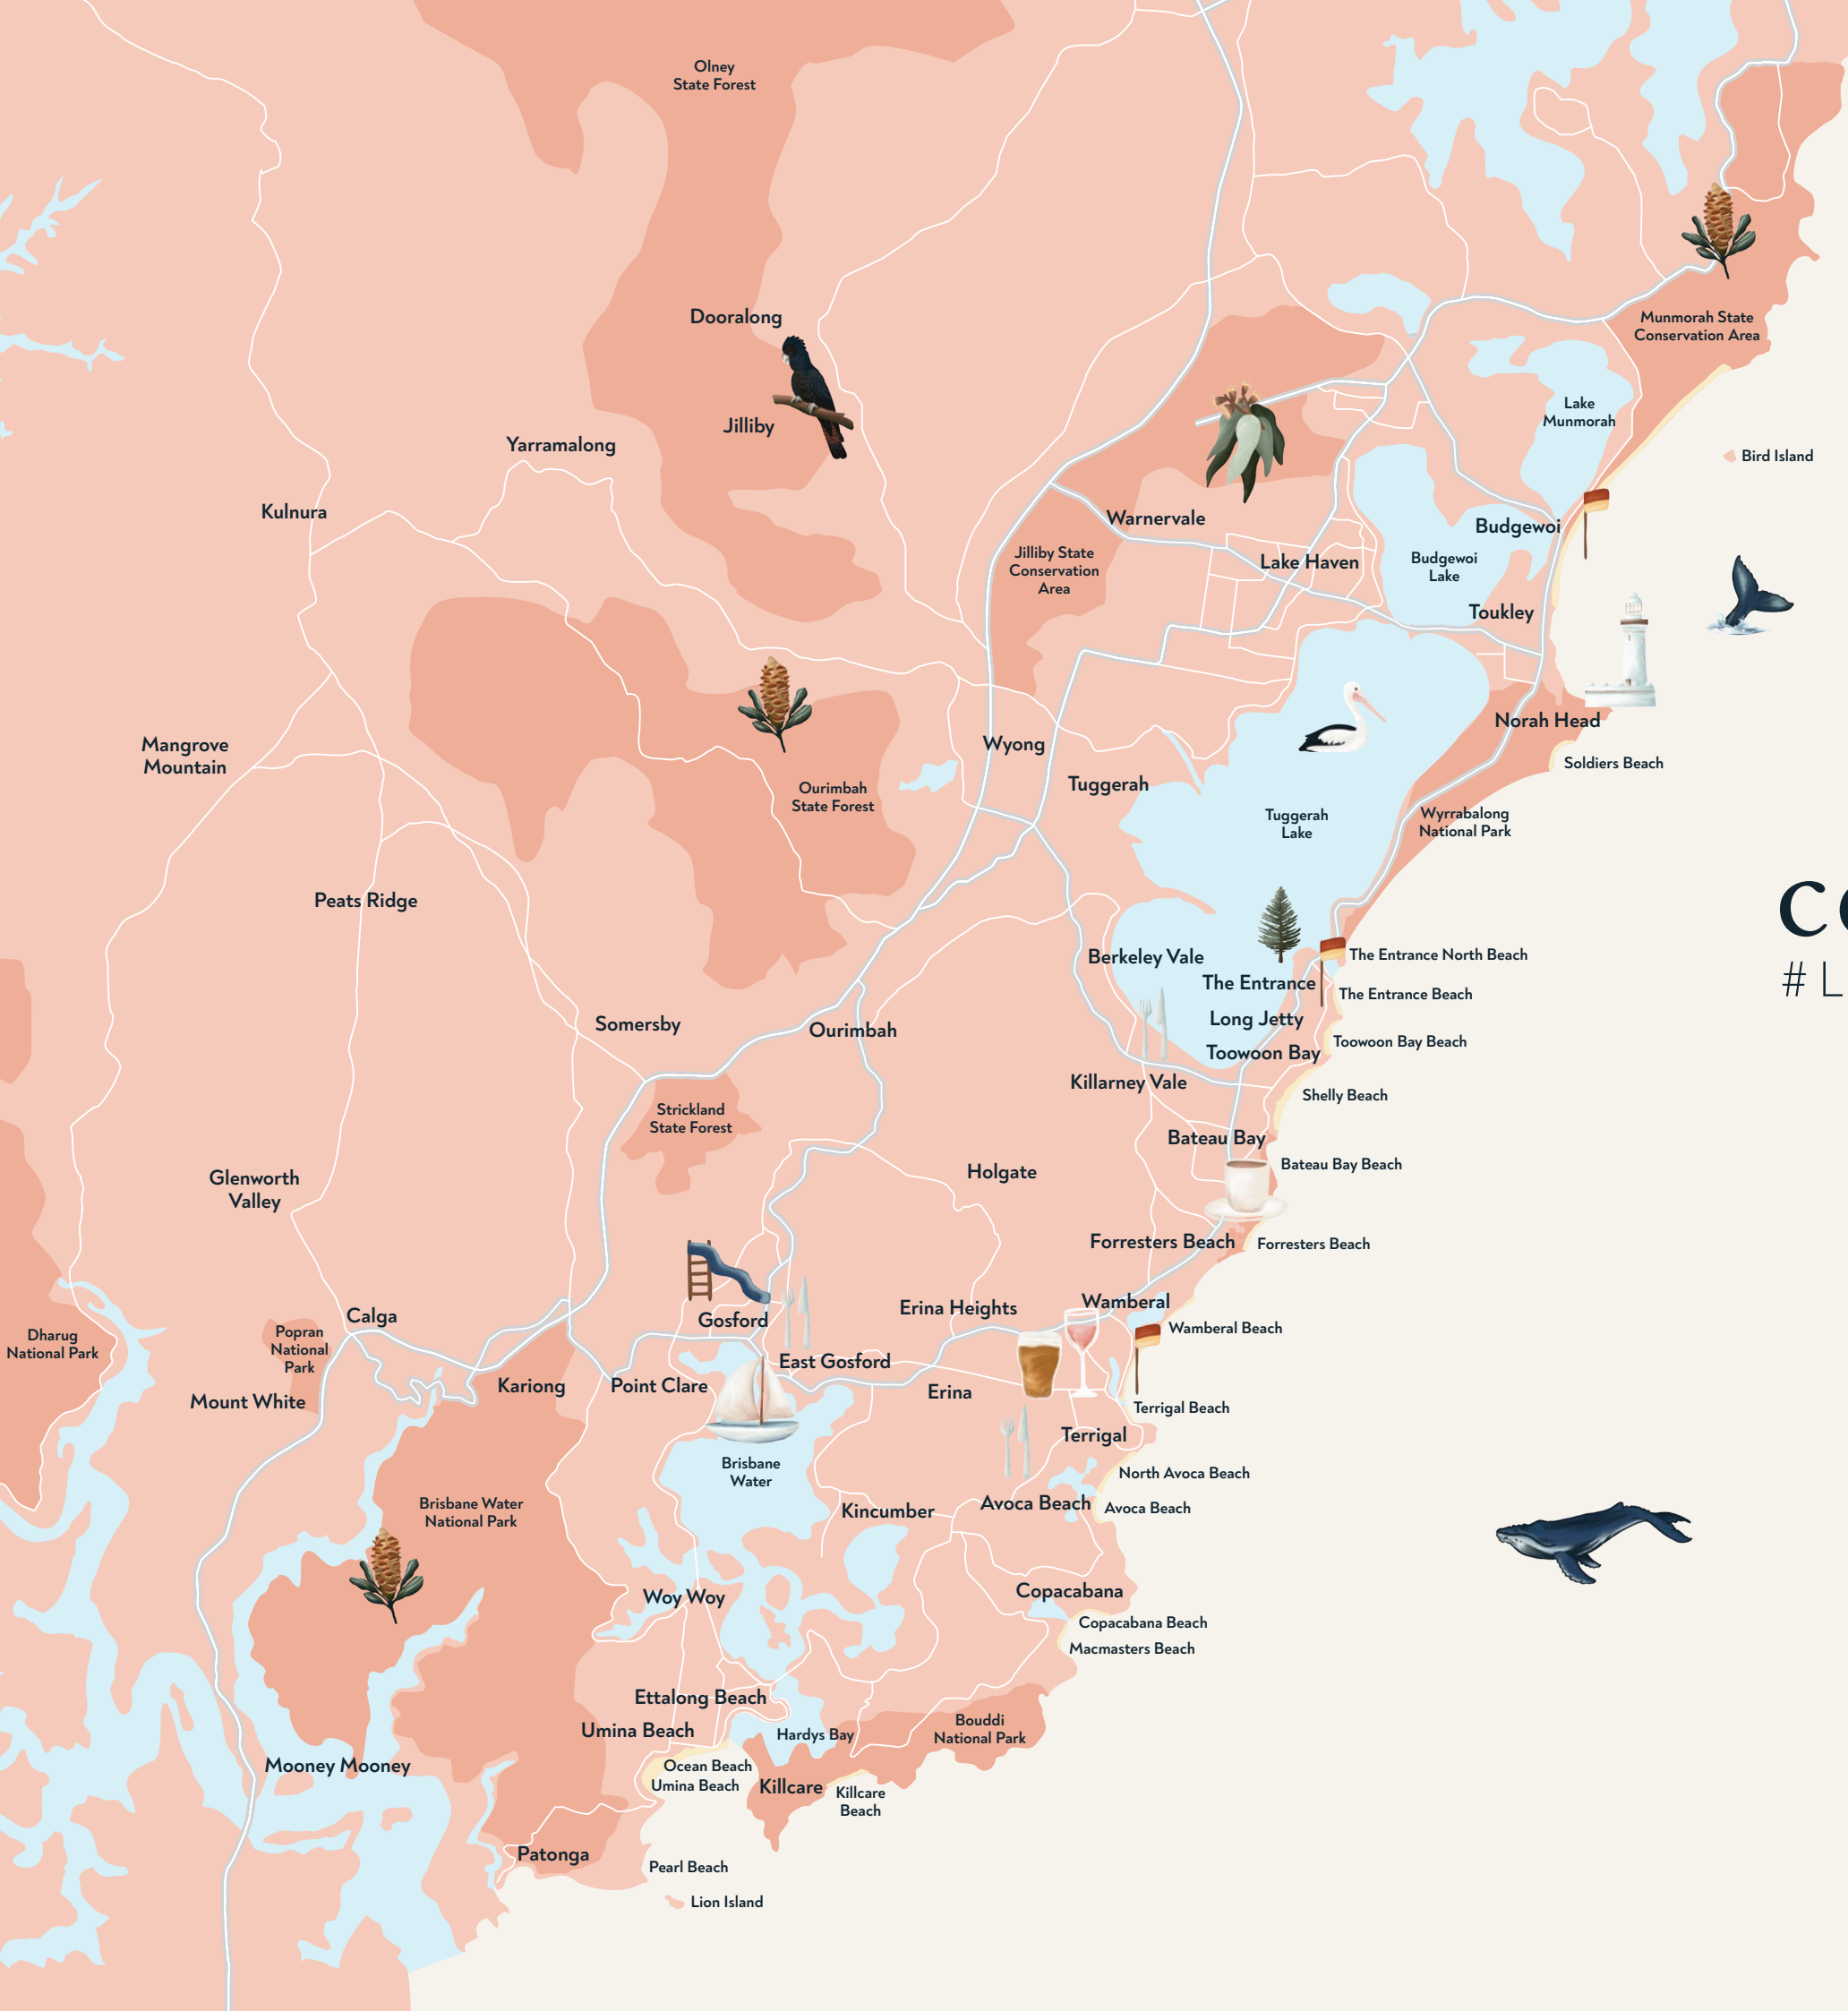 Olney
State Forest
Dooralong
Munmorah State
Conservation Area
Lake
Munmorah
Jilliby
Yarramalong
Bird Island
Kulnura
Warnervale
Budgewoi
Jilliby State
Conservation
Area
Lake Haven
Budgewoi
Lake
Toukley
Norah Head
Mangrove
Mountain
Wyong
Soldiers Beach
Tuggerah
Ourimbah
State Forest
Tuggerah
Lake
Wyrrabalong
National Park
Peats Ridge
CO
Berkeley Vale
The Entrance North Beach
The Entrance
#L
The Entrance Beach
Somersby
Ourimbah
Long Jetty
Toowoon Bay
Toowoon Bay Beach
Killarney Vale
Shelly Beach
Strickland
State Forest
Bateau Bay
Bateau Bay Beach
Glenworth
Valley
Holgate
Forresters Beach
Forresters Beach
Calga
Gosford
Erina Heights
Wamberal
Wamberal Beach
Dharug
National Park
Popran
National
Park
East Gosford
Mount White
Kariong
Point Clare
Erina
Terrigal Beach
Terrigal
Brisbane
Water
North Avoca Beach
Brisbane Water
National Park
Kincumber
Avoca Beach
Avoca Beach
Woy Woy
Copacabana
Copacabana Beach
Macmasters Beach
Ettalong Beach
Umina Beach
Hardys Bay
Bouddi
National Park
Mooney Mooney
Ocean Beach
Umina Beach
Killcare
Killcare
Beach
Patonga
Pearl Beach
Lion Island